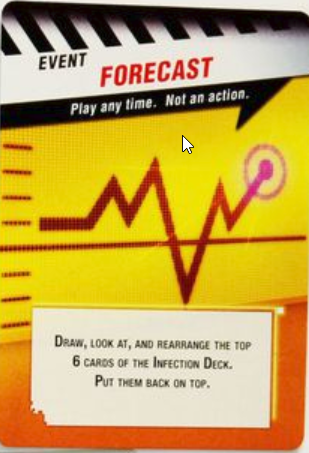 EVENT
FORECAST
Play any time. Not an action.
DRAW, LOOK AT, AND REARRANGE THE TOP
6 CARDS OF THE INFECTION DECK.
PUT THEM BACK ON TOP.